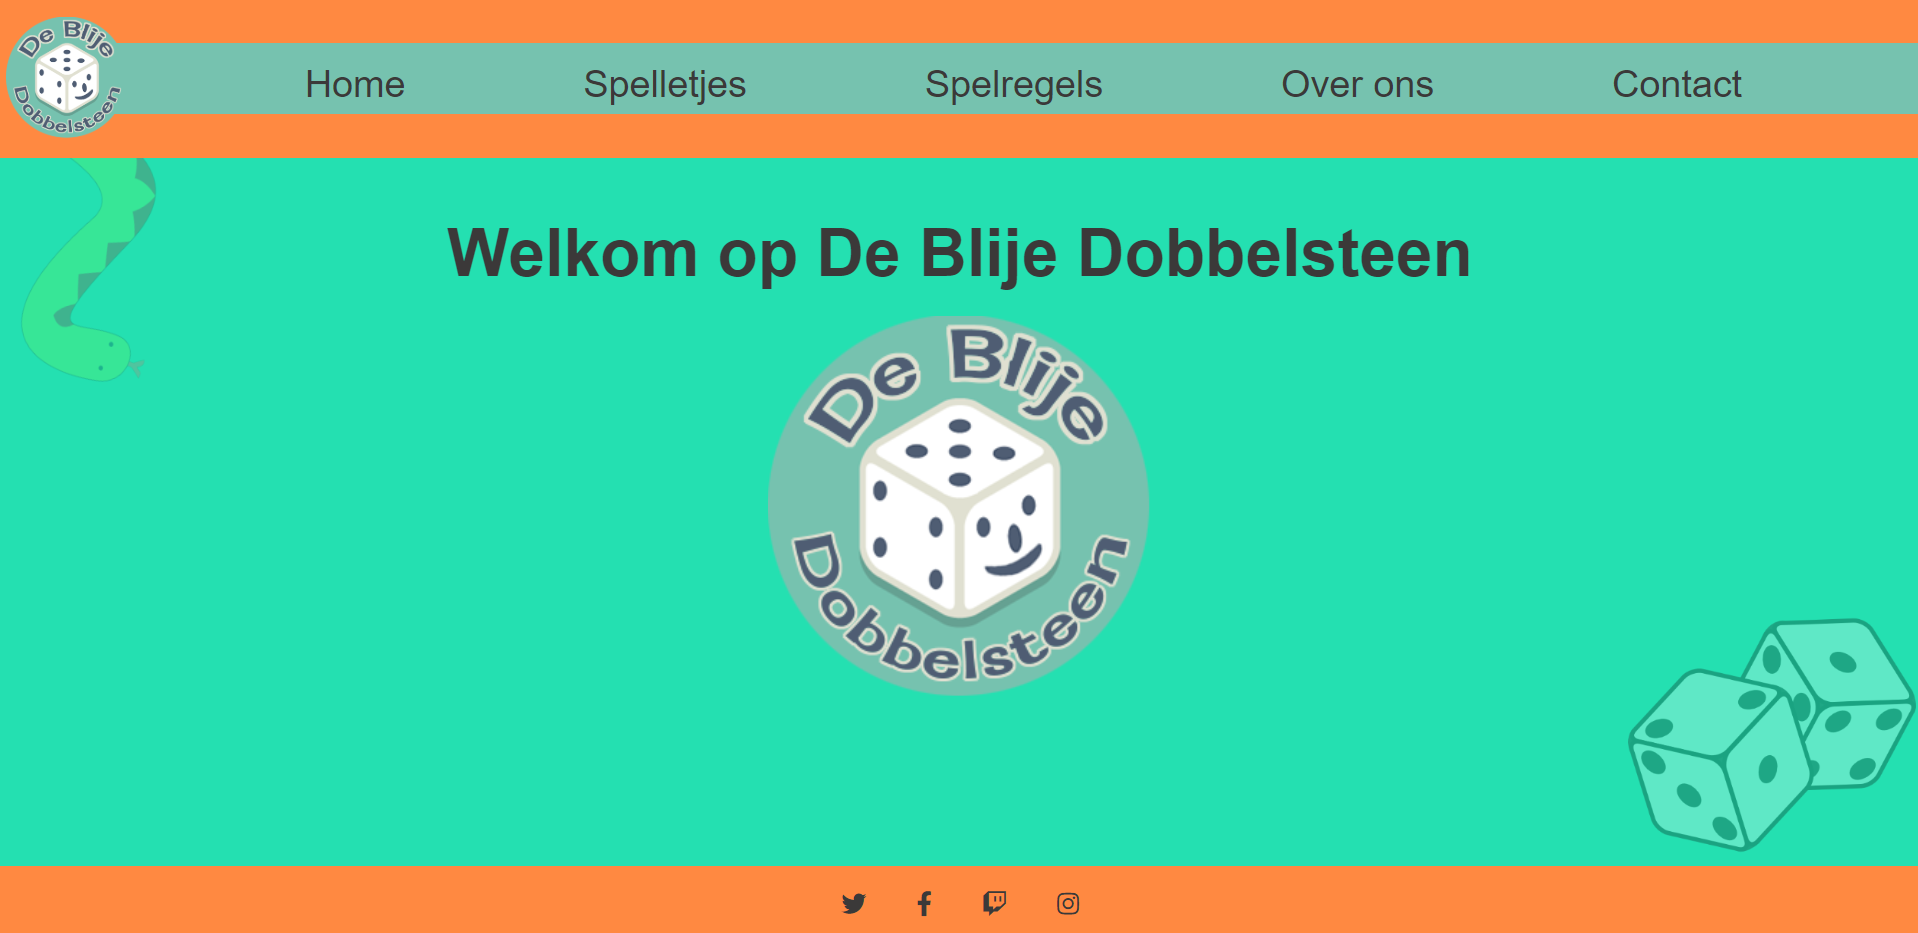 De Blije
Dobbelsteen
Home Spelletjes Spelregels Over ons Contact
Welkom op De Blije Dobbelsteen
De Blije
Dobbelsteen